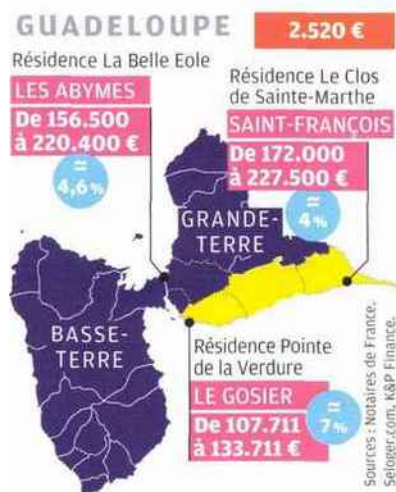 GUADELOUPE
2.520 €
Résidence La Belle Eole
LES ABYMES
De 156.500
à 220.400 €
≃
4,6%
Résidence Le Clos
de Sainte-Marthe
SAINT-FRANÇOIS
De 172.000
à 227.500 €
≃
4%
GRANDE-
TERRE
BASSE-
TERRE
Résidence Pointe
de la Verdure
LE GOSIER
De 107.711
à 133.711 €
≃
7%
Sources : Notaires de France,
Seloger.com, K&P Finance.